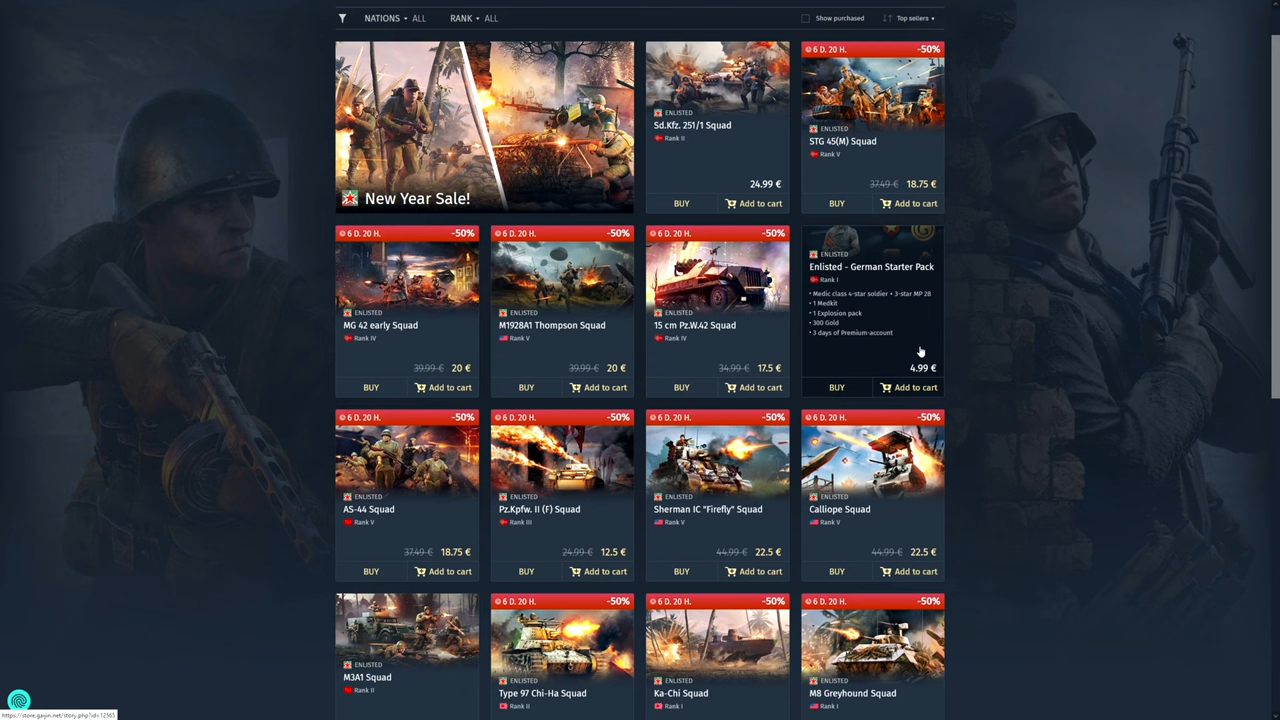 NATIONS • ALL
RANK • ALL
Show purchased
Top sellers
New Year Sale!
ENLISTED
Sd.Kfz. 251/1 Squad
Rank II
24.99 €
BUY
Add to cart
6 D. 20 H.
-50%
ENLISTED
STG 45(M) Squad
Rank V
37.49 € 18.75 €
BUY
Add to cart
6 D. 20 H.
-50%
ENLISTED
MG 42 early Squad
Rank IV
39.99 € 20 €
BUY
Add to cart
6 D. 20 H.
-50%
ENLISTED
M1928A1 Thompson Squad
Rank V
39.99 € 20 €
BUY
Add to cart
6 D. 20 H.
-50%
ENLISTED
15 cm Pz.W.42 Squad
Rank IV
34.99 € 17.5 €
BUY
Add to cart
ENLISTED
Enlisted - German Starter Pack
Rank I
• Medic class 4-star soldier + 3-star MP 28
• 1 Medkit
• 1 Explosion pack
• 300 Gold
• 3 days of Premium-account
4.99 €
BUY
Add to cart
6 D. 20 H.
-50%
ENLISTED
AS-44 Squad
Rank V
37.49 € 18.75 €
BUY
Add to cart
6 D. 20 H.
-50%
ENLISTED
Pz.Kpfw. II (F) Squad
Rank III
24.99 € 12.5 €
BUY
Add to cart
6 D. 20 H.
-50%
ENLISTED
Sherman IC "Firefly" Squad
Rank V
44.99 € 22.5 €
BUY
Add to cart
6 D. 20 H.
-50%
ENLISTED
Calliope Squad
Rank V
44.99 € 22.5 €
BUY
Add to cart
ENLISTED
M3A1 Squad
Rank II
6 D. 20 H.
-50%
ENLISTED
Type 97 Chi-Ha Squad
Rank II
6 D. 20 H.
-50%
ENLISTED
Ka-Chi Squad
Rank I
6 D. 20 H.
-50%
ENLISTED
M8 Greyhound Squad
Rank I
https://store.gaijin.net/story.php?id=12565